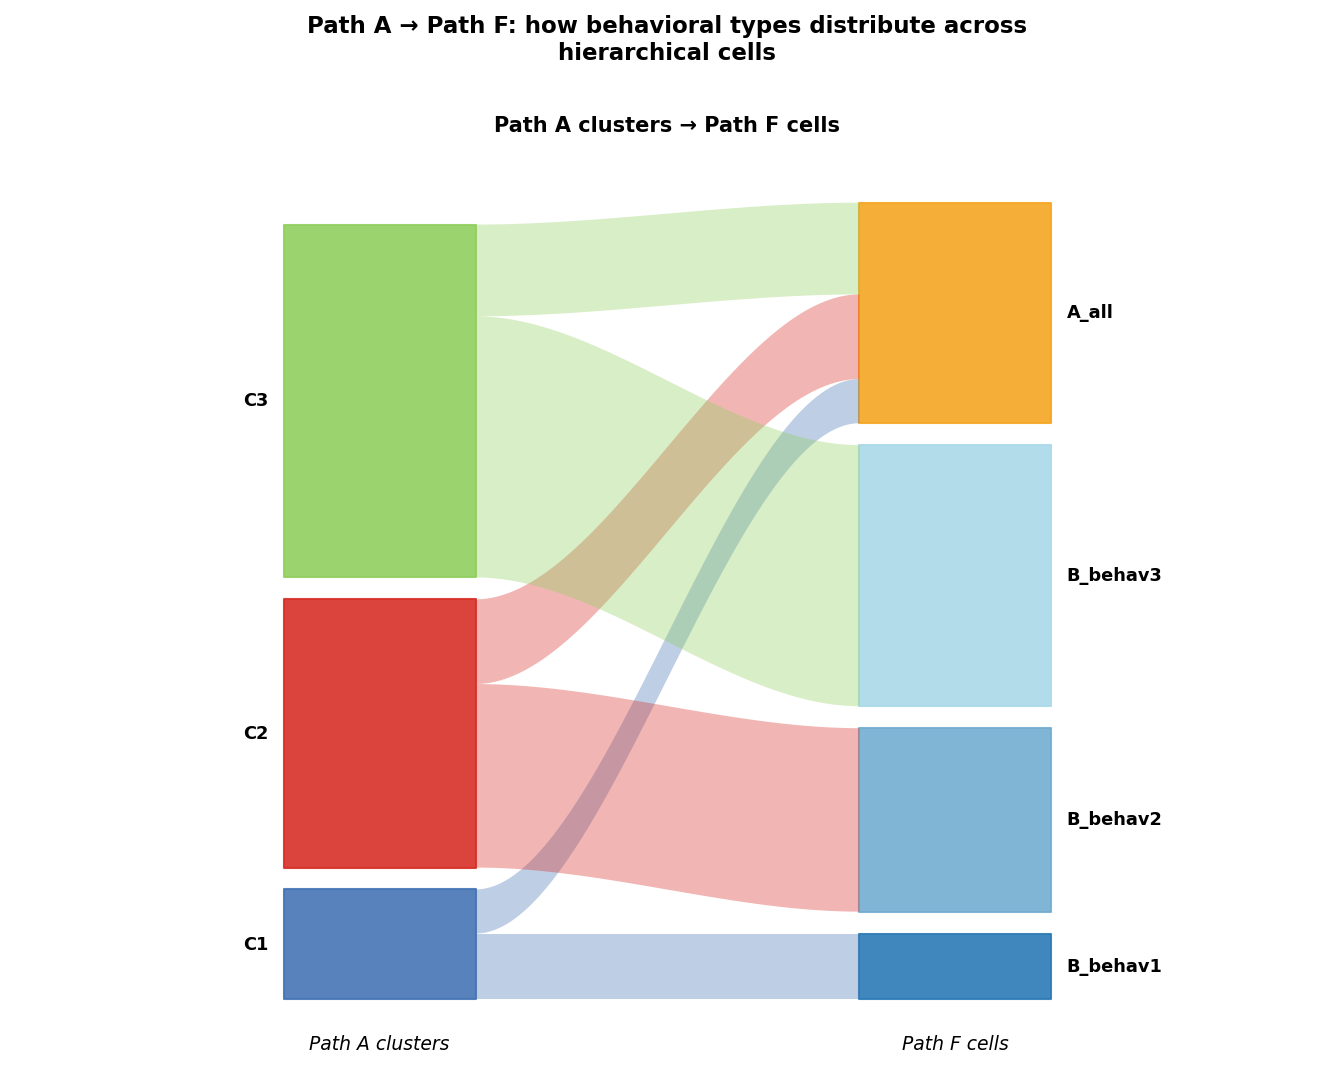 Path A → Path F: how behavioral types distribute across
hierarchical cells
Path A clusters → Path F cells
A_all
C3
B_behav3
C2
B_behav2
C1
B_behav1
Path A clusters
Path F cells